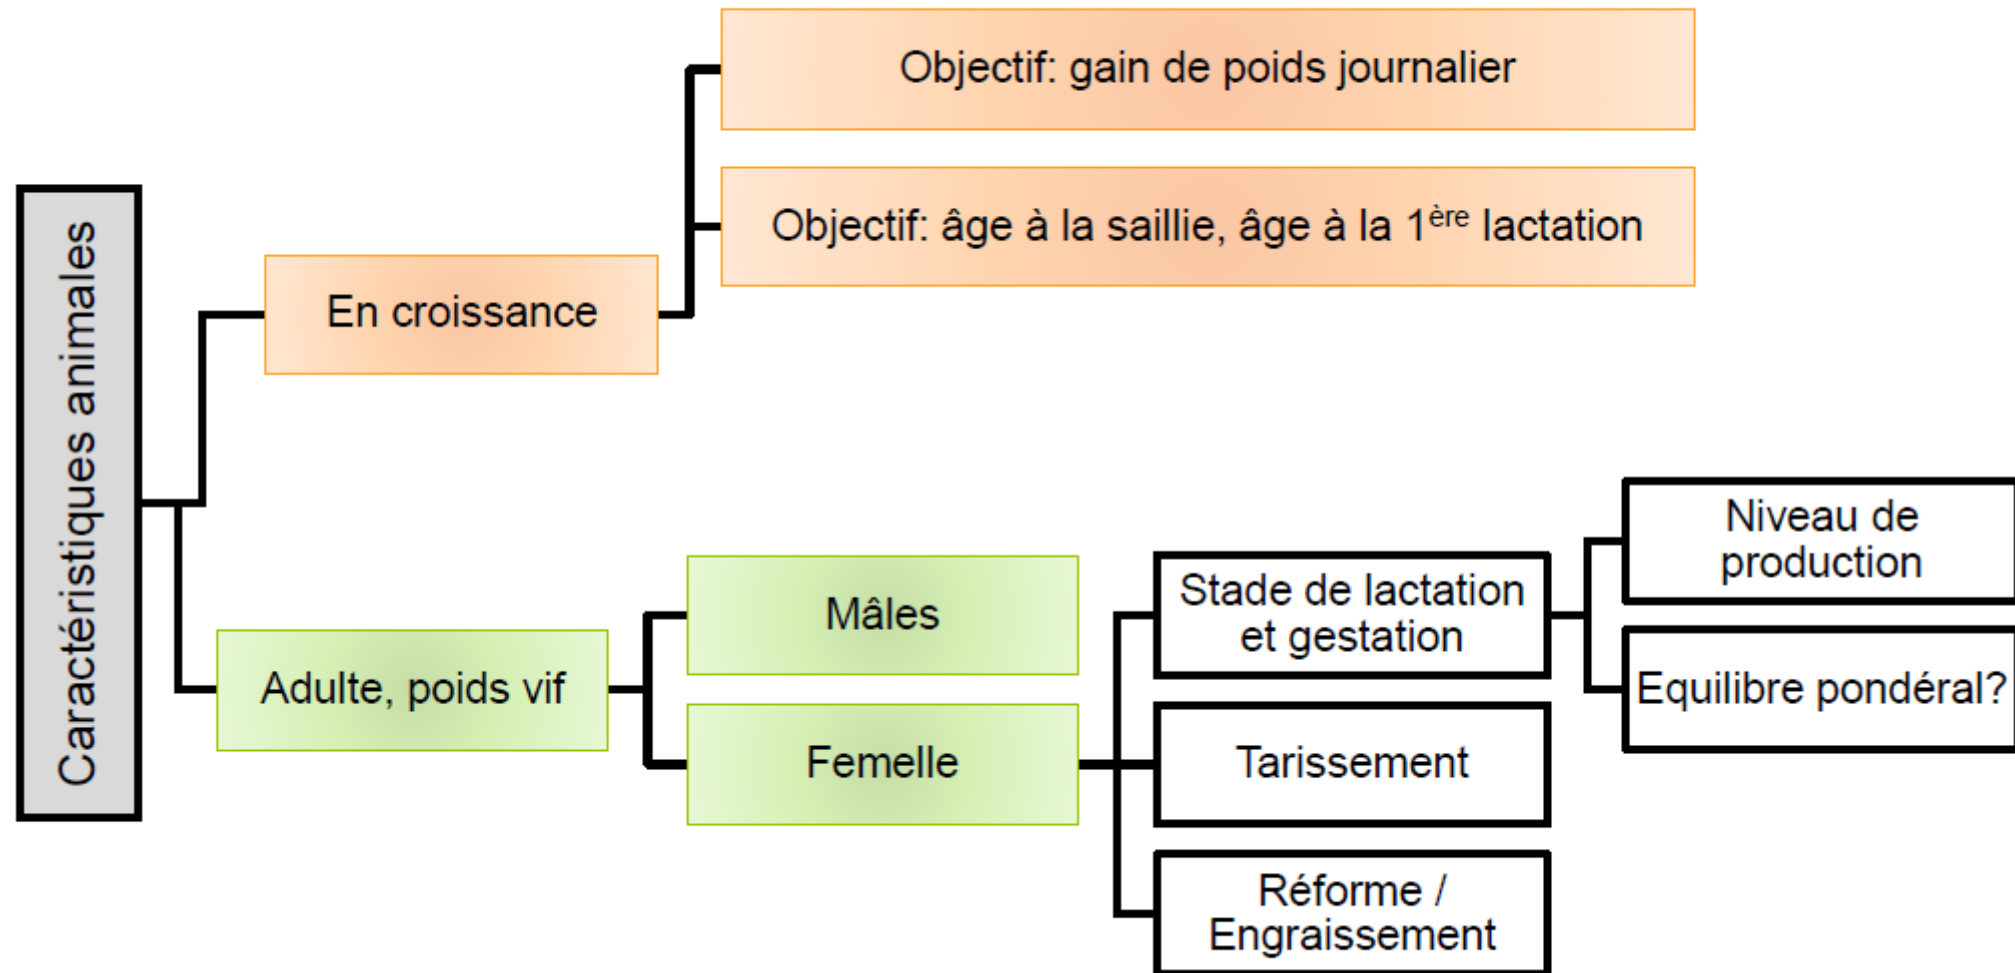 Caractéristiques animales
En croissance
Objectif: gain de poids journalier
Objectif: âge à la saillie, âge à la 1ère lactation
Adulte, poids vif
Mâles
Femelle
Stade de lactation
et gestation
Niveau de
production
Equilibre pondéral?
Tarissement
Réforme /
Engraissement